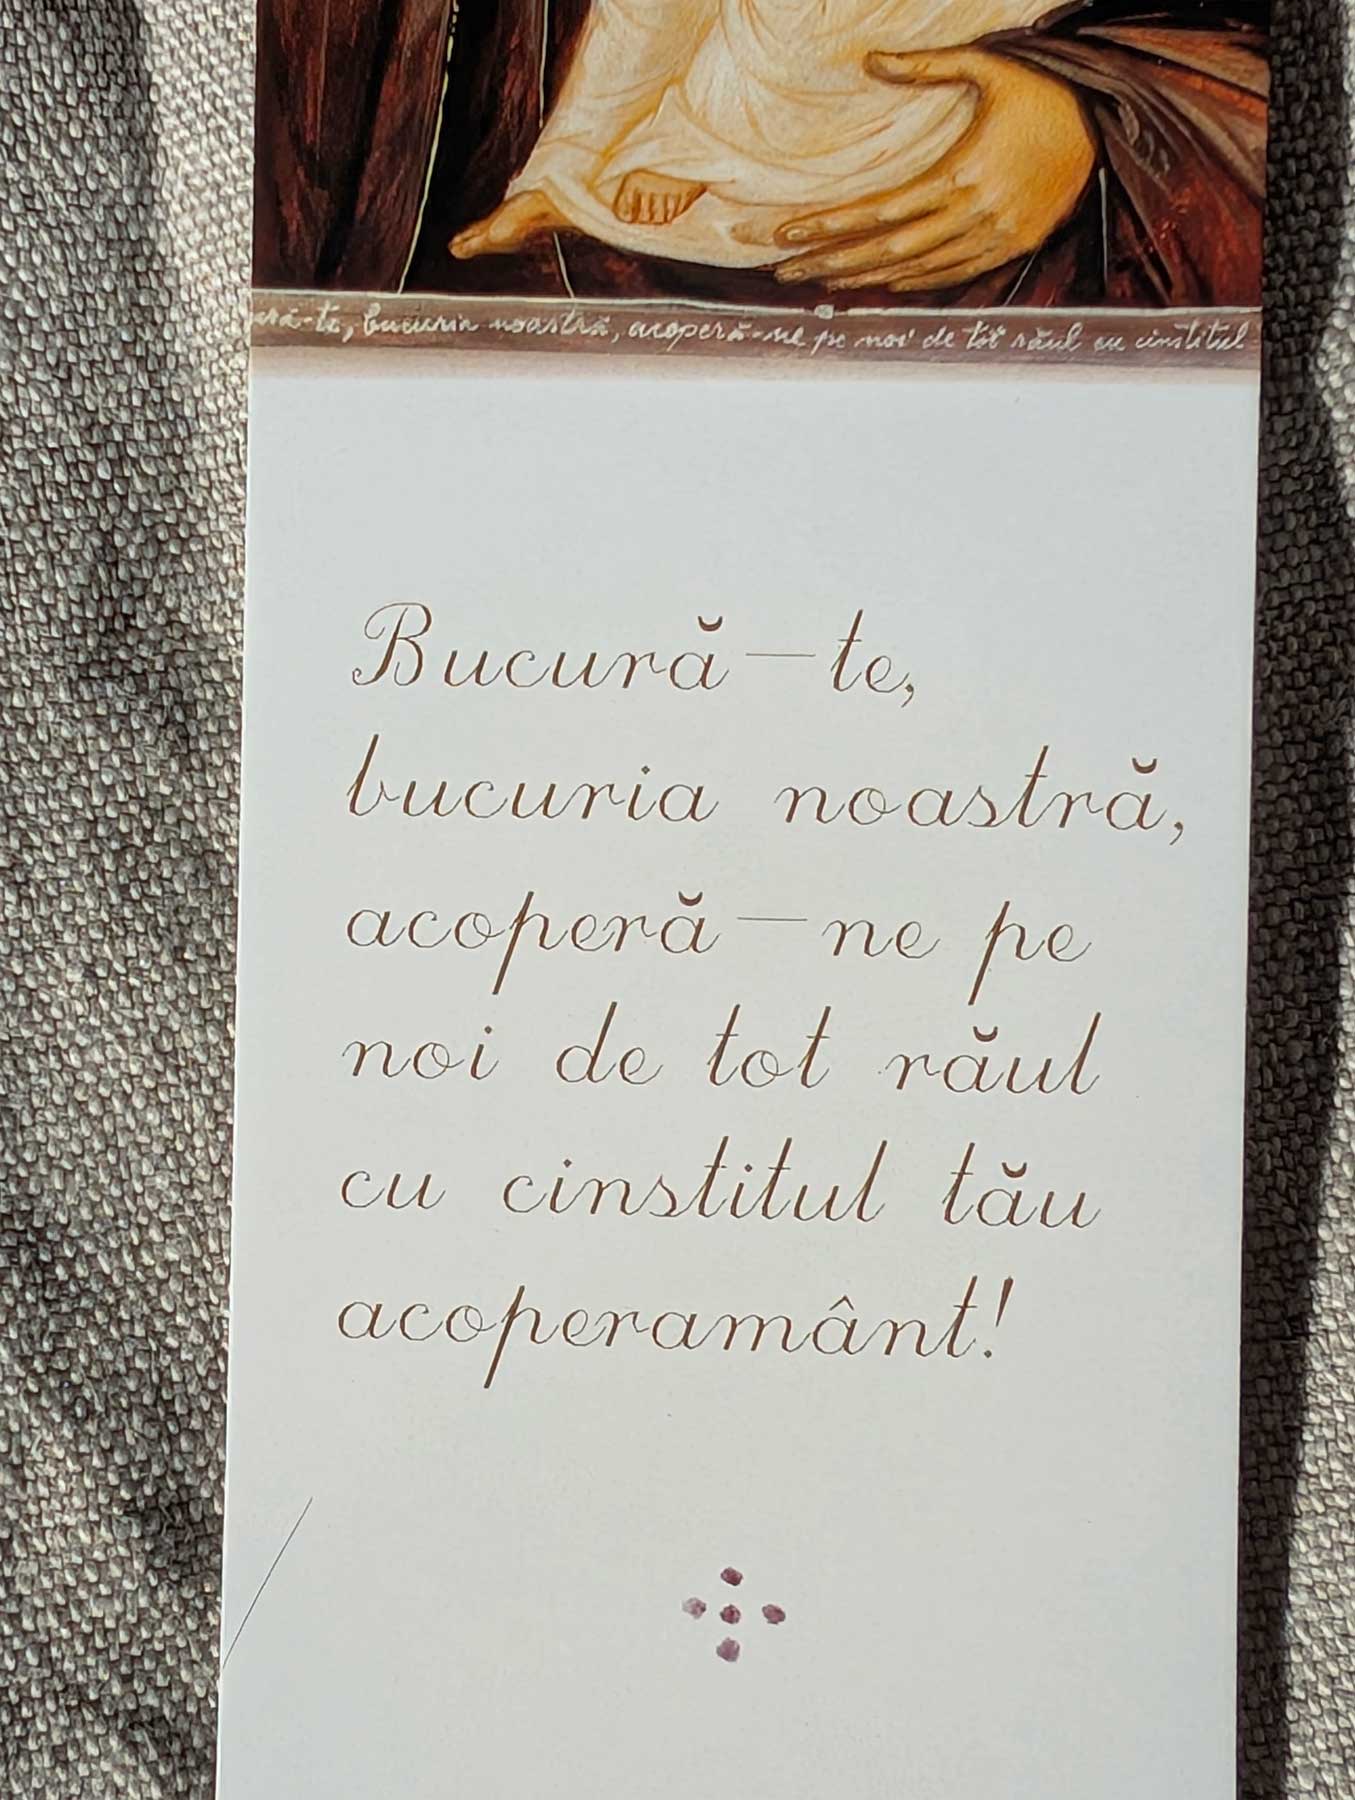 ură-te, bucuria noastră, acoperă-ne pe noi de tot răul cu cinstitul
Bucură-te,
bucuria noastră,
acoperă-ne pe
noi de tot răul
cu cinstitul tău
acoperamânt!